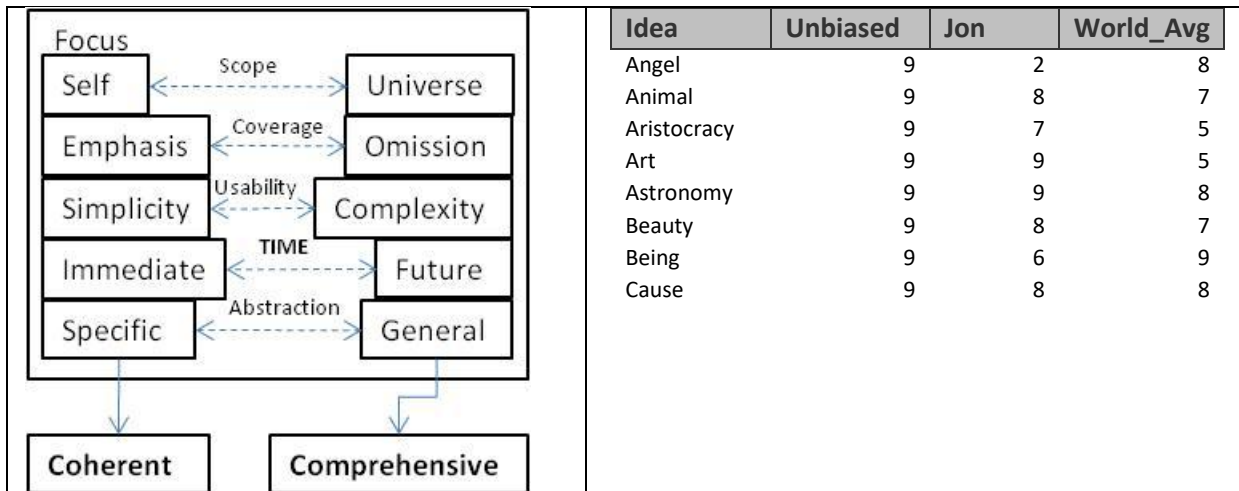 Focus
Scope
Self Universe
Coverage
Emphasis Omission
Usability
Simplicity Complexity
TIME
Immediate Future
Abstraction
Specific General
Coherent Comprehensive
Idea Unbiased Jon World_Avg
Angel 9 2 8
Animal 9 8 7
Aristocracy 9 7 5
Art 9 9 5
Astronomy 9 9 8
Beauty 9 8 7
Being 9 6 9
Cause 9 8 8